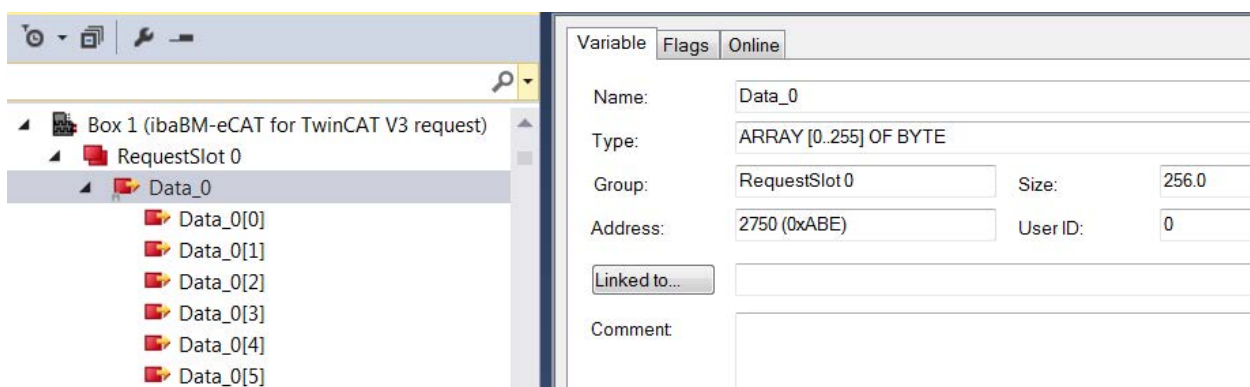 Box 1 (ibaBM-eCAT for TwinCAT V3 request)
RequestSlot 0
Data_0
Data_0[0]
Data_0[1]
Data_0[2]
Data_0[3]
Data_0[4]
Data_0[5]
Variable Flags Online
Name: Data_0
Type: ARRAY [0..255] OF BYTE
Group: RequestSlot 0 Size: 256.0
Address: 2750 (0xABE) User ID: 0
Linked to...
Comment: